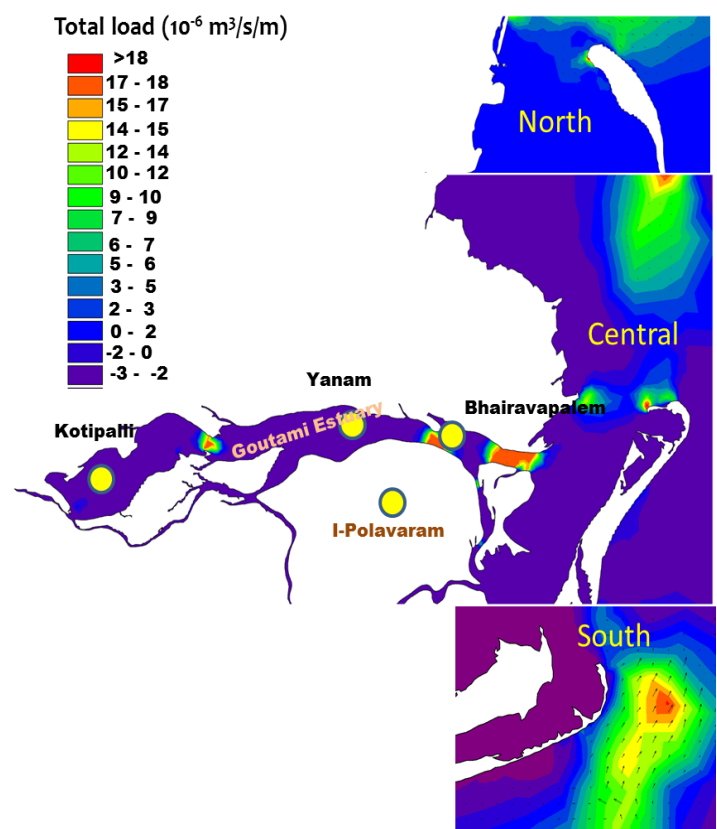 Total load (10⁻⁶ m³/s/m)
>18
17 - 18
15 - 17
14 - 15
12 - 14
10 - 12
9 - 10
7 - 9
6 - 7
5 - 6
3 - 5
2 - 3
0 - 2
-2 - 0
-3 - -2
North
Central
Yanam
Bhairavapalem
Kotipalli
Goutami Estuary
I-Polavaram
South